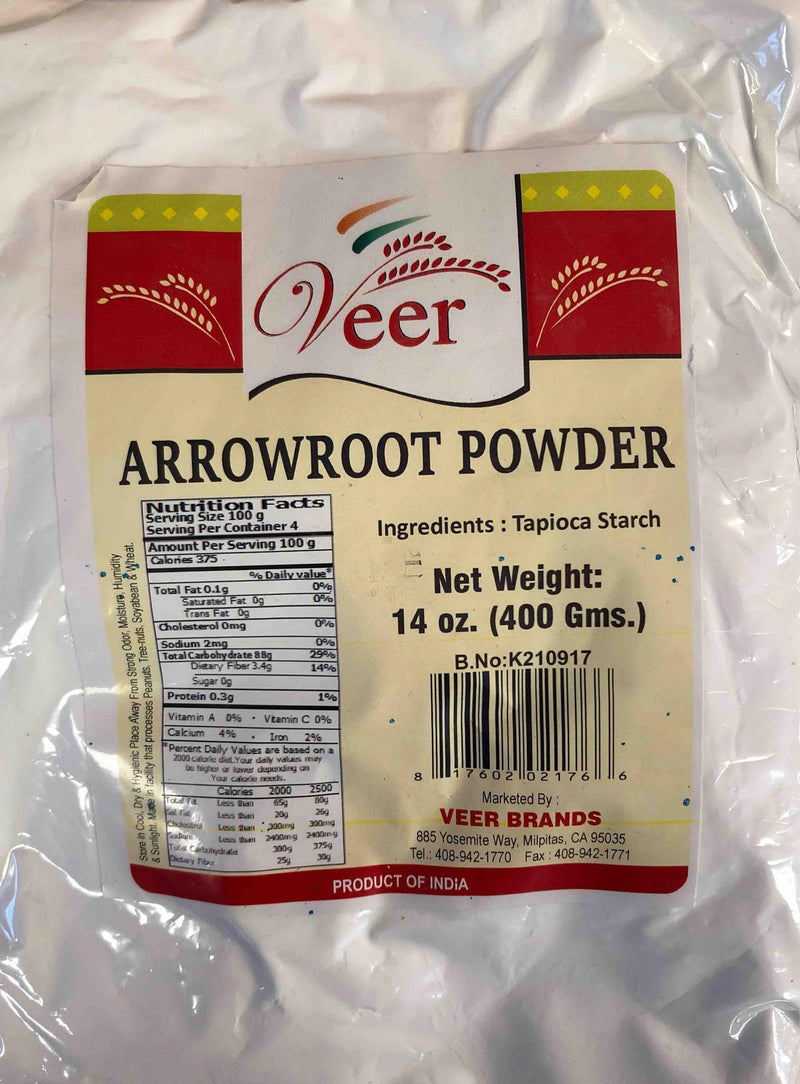 Veer
ARROWROOT POWDER
Nutrition Facts
Serving Size 100 g
Serving Per Container 4
Amount Per Serving 100 g
Calories 375
% Daily value*
Total Fat 0.1g 0%
Saturated Fat 0g 0%
Trans Fat 0g
Cholesterol 0mg 0%
Sodium 2mg 0%
Total Carbohydrate 88g 29%
Dietary Fiber 3.4g 14%
Sugar 0g
Protein 0.3g 1%
Vitamin A 0% • Vitamin C 0%
Calcium 4% • Iron 2%
*Percent Daily Values are based on a
2000 calorie diet.Your daily values may
be higher or lower depending on
Your calorie needs.
Calories 2000 2500
Total Fat Less than 65g 80g
Sat Fat Less than 20g 26g
Cholesterol Less than 300mg 300mg
Sodium Less than 2400mg 2400mg
Total Carbohydrate 300g 375g
Dietary Fiber 25g 30g
Store in Cool, Dry & Hygienic Place Away From Strong Odor, Moisture, Humidity
& Sunlight. Made in facility that processes Peanuts, Tree-nuts, Soyabean & Wheat.
Ingredients : Tapioca Starch
Net Weight:
14 oz. (400 Gms.)
B.No:K210917
8 17602 02176 6
Marketed By :
VEER BRANDS
885 Yosemite Way, Milpitas, CA 95035
Tel.: 408-942-1770 Fax : 408-942-1771
PRODUCT OF INDiA